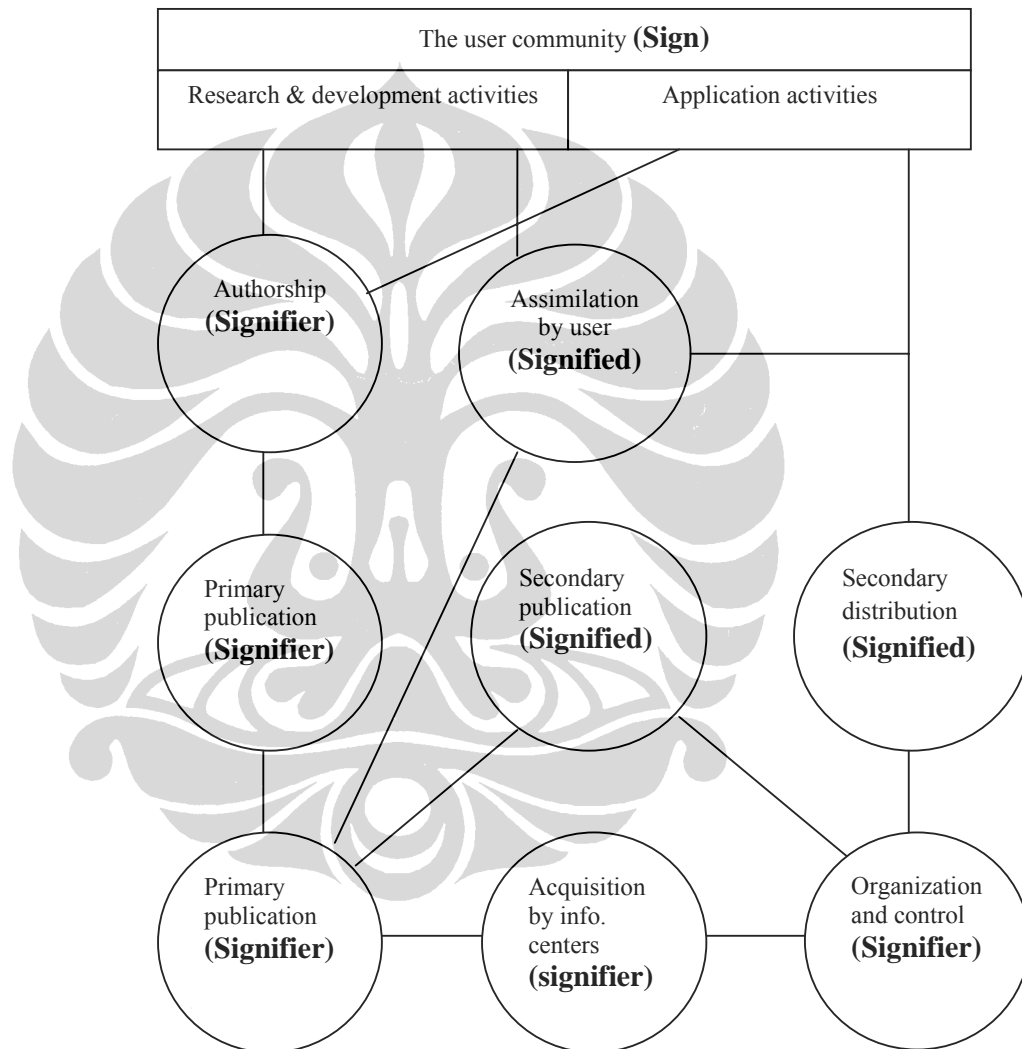 The user community (Sign)
Research & development activities
Application activities
Authorship
(Signifier)
Assimilation
by user
(Signified)
Primary
publication
(Signifier)
Secondary
publication
(Signified)
Secondary
distribution
(Signified)
Primary
publication
(Signifier)
Acquisition
by info.
centers
(signifier)
Organization
and control
(Signifier)